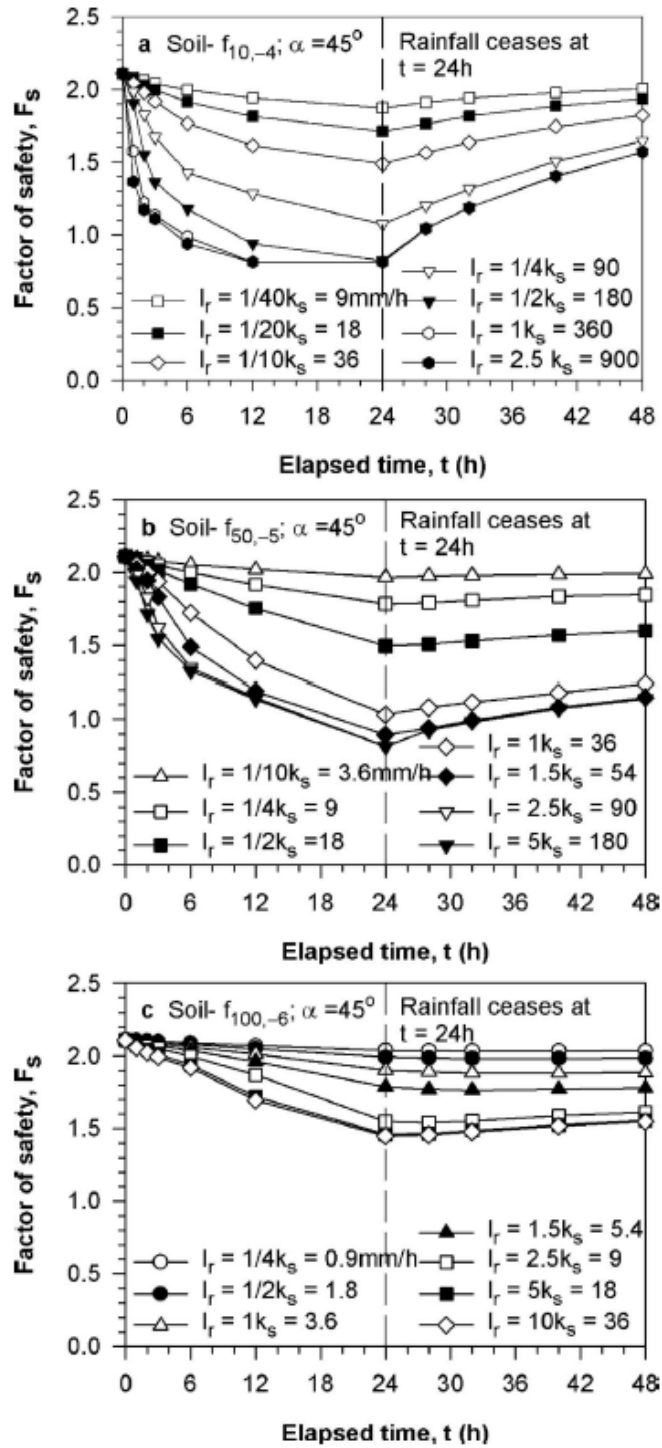 a Soil- f10,–4; α =45o
Rainfall ceases at
t = 24h
Factor of safety, Fs
2.5
2.0
1.5
1.0
0.5
0.0
Ir = 1/40ks = 9mm/h
Ir = 1/20ks = 18
Ir = 1/10ks = 36
Ir = 1/4ks = 90
Ir = 1/2ks = 180
Ir = 1ks = 360
Ir = 2.5 ks = 900
0 6 12 18 24 30 36 42 48
Elapsed time, t (h)
b Soil- f50,–5; α =45o
Rainfall ceases at
t = 24h
Factor of safety, Fs
2.5
2.0
1.5
1.0
0.5
0.0
Ir = 1/10ks = 3.6mm/h
Ir = 1/4ks = 9
Ir = 1/2ks =18
Ir = 1ks = 36
Ir = 1.5ks = 54
Ir = 2.5ks = 90
Ir = 5ks = 180
0 6 12 18 24 30 36 42 48
Elapsed time, t (h)
c Soil- f100,–6; α =45o
Rainfall ceases at
t = 24h
Factor of safety, Fs
2.5
2.0
1.5
1.0
0.5
0.0
Ir = 1/4ks = 0.9mm/h
Ir = 1/2ks = 1.8
Ir = 1ks = 3.6
Ir = 1.5ks = 5.4
Ir = 2.5ks = 9
Ir = 5ks = 18
Ir = 10ks = 36
0 6 12 18 24 30 36 42 48
Elapsed time, t (h)